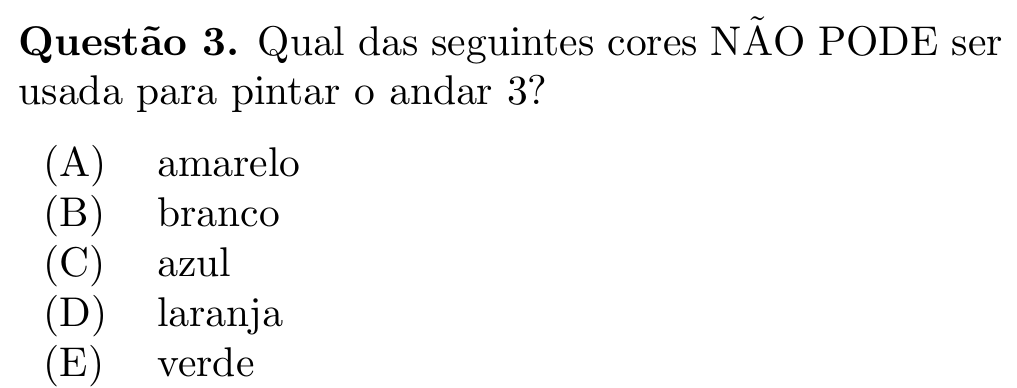 Questão 3. Qual das seguintes cores NÃO PODE ser
usada para pintar o andar 3?
(A) amarelo
(B) branco
(C) azul
(D) laranja
(E) verde